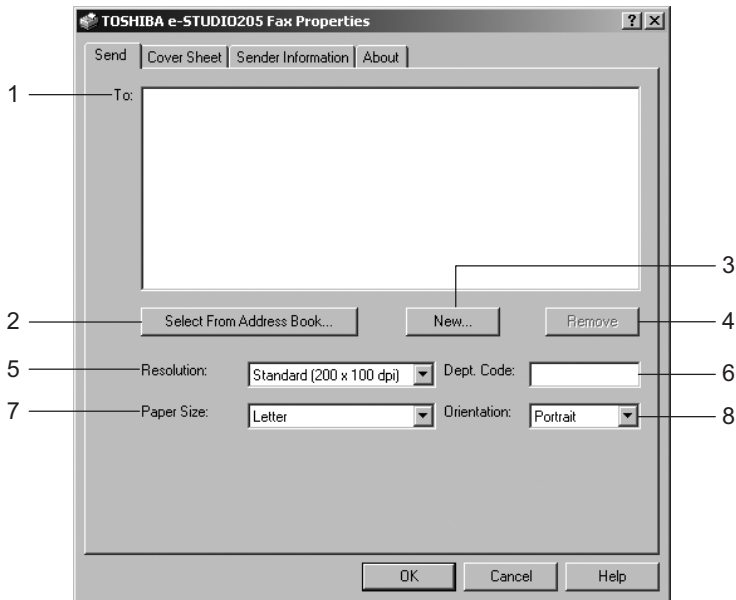 TOSHIBA e-STUDIO205 Fax Properties
Send Cover Sheet Sender Information About
1 To:
3
2 Select From Address Book... New... Remove 4
5 Resolution: Standard (200 x 100 dpi) Dept. Code: 6
7 Paper Size: Letter Orientation: Portrait 8
OK Cancel Help